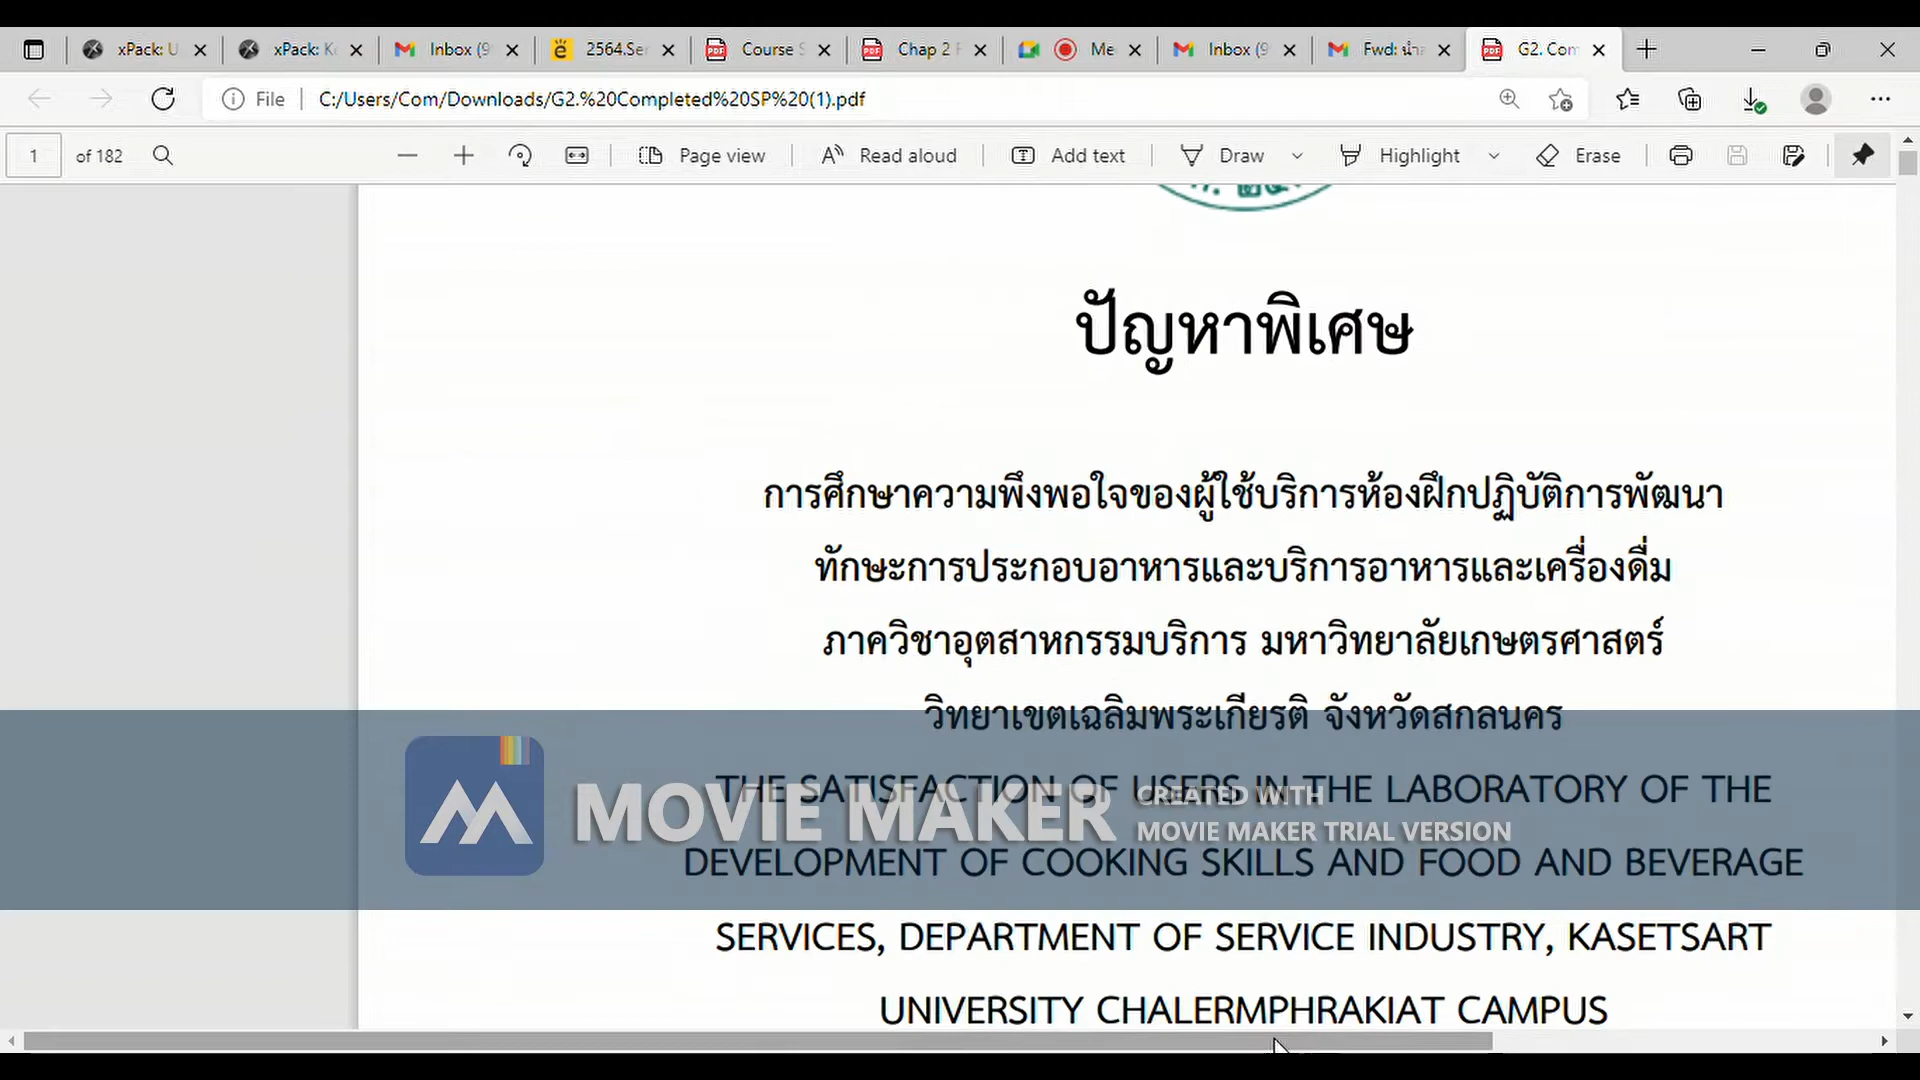 xPack: U
xPack: K
Inbox (9
2564.Se
Course S
Chap 2 F
Me
Inbox (9
Fwd: นำ
G2. Com
File
C:/Users/Com/Downloads/G2.%20Completed%20SP%20(1).pdf
1 of 182
Page view
Read aloud
Add text
Draw
Highlight
Erase
ปัญหาพิเศษ
การศึกษาความพึงพอใจของผู้ใช้บริการห้องฝึกปฏิบัติการพัฒนา
ทักษะการประกอบอาหารและบริการอาหารและเครื่องดื่ม
ภาควิชาอุตสาหกรรมบริการ มหาวิทยาลัยเกษตรศาสตร์
วิทยาเขตเฉลิมพระเกียรติ จังหวัดสกลนคร
THE SATISFACTION OF USERS IN THE LABORATORY OF THE
MOVIE MAKER
CREATED WITH
MOVIE MAKER TRIAL VERSION
DEVELOPMENT OF COOKING SKILLS AND FOOD AND BEVERAGE
SERVICES, DEPARTMENT OF SERVICE INDUSTRY, KASETSART
UNIVERSITY CHALERMPHRAKIAT CAMPUS